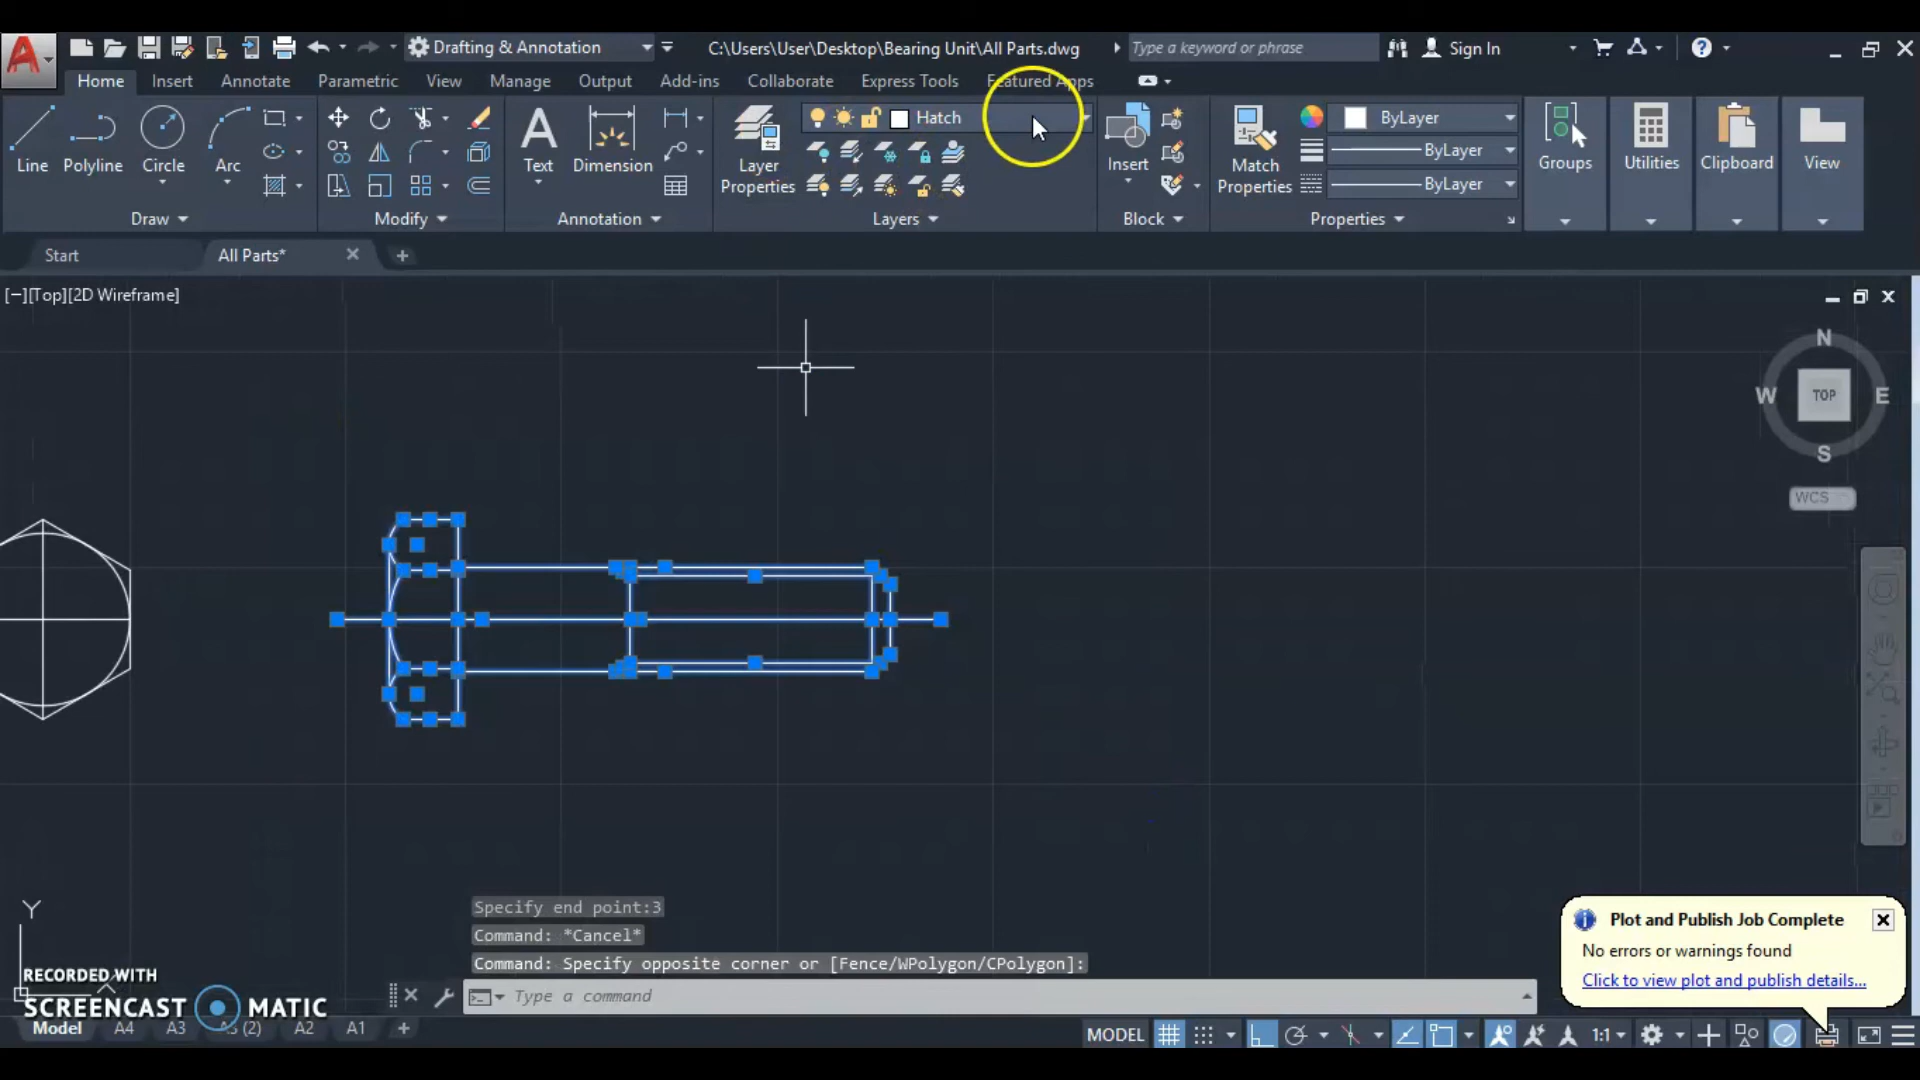 A
Drafting & Annotation
C:\Users\User\Desktop\Bearing Unit\All Parts.dwg
Type a keyword or phrase
Sign In
Home
Insert
Annotate
Parametric
View
Manage
Output
Add-ins
Collaborate
Express Tools
Featured Apps
Line
Polyline
Circle
Arc
Draw
Modify
Text
Dimension
Annotation
Layer
Properties
Hatch
Layers
Insert
Block
Match
Properties
ByLayer
ByLayer
ByLayer
Properties
Groups
Utilities
Clipboard
View
Start
All Parts*
[−][Top][2D Wireframe]
N
W
TOP
E
S
WCS
Y
Specify end point:3
Command: *Cancel*
Command: Specify opposite corner or [Fence/WPolygon/CPolygon]:
Type a command
Plot and Publish Job Complete
No errors or warnings found
Click to view plot and publish details...
RECORDED WITH
SCREENCAST MATIC
Model
A4
A3
A2
A1
MODEL
1:1